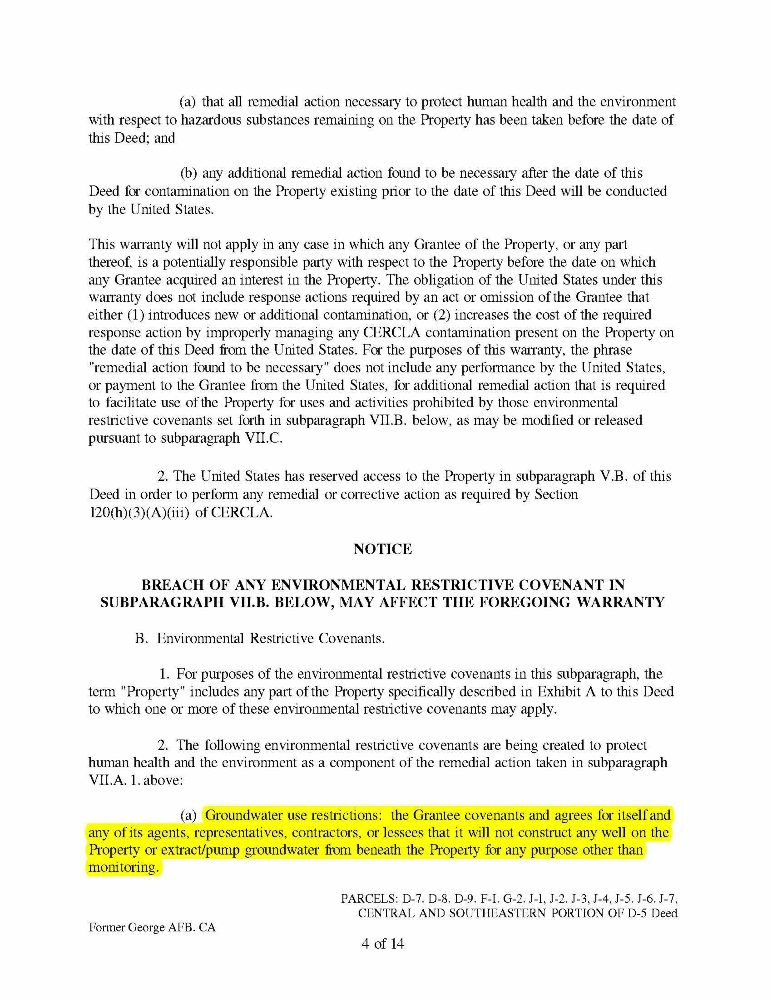 (a) that all remedial action necessary to protect human health and the environment
with respect to hazardous substances remaining on the Property has been taken before the date of
this Deed; and
(b) any additional remedial action found to be necessary after the date of this
Deed for contamination on the Property existing prior to the date of this Deed will be conducted
by the United States.
This warranty will not apply in any case in which any Grantee of the Property, or any part
thereof, is a potentially responsible party with respect to the Property before the date on which
any Grantee acquired an interest in the Property. The obligation of the United States under this
warranty does not include response actions required by an act or omission of the Grantee that
either (1) introduces new or additional contamination, or (2) increases the cost of the required
response action by improperly managing any CERCLA contamination present on the Property on
the date of this Deed from the United States. For the purposes of this warranty, the phrase
"remedial action found to be necessary" does not include any performance by the United States,
or payment to the Grantee from the United States, for additional remedial action that is required
to facilitate use of the Property for uses and activities prohibited by those environmental
restrictive covenants set forth in subparagraph VII.B. below, as may be modified or released
pursuant to subparagraph VII.C.
2. The United States has reserved access to the Property in subparagraph V.B. of this
Deed in order to perform any remedial or corrective action as required by Section
120(h)(3)(A)(iii) of CERCLA.
NOTICE
BREACH OF ANY ENVIRONMENTAL RESTRICTIVE COVENANT IN
SUBPARAGRAPH VII.B. BELOW, MAY AFFECT THE FOREGOING WARRANTY
B. Environmental Restrictive Covenants.
1. For purposes of the environmental restrictive covenants in this subparagraph, the
term "Property" includes any part of the Property specifically described in Exhibit A to this Deed
to which one or more of these environmental restrictive covenants may apply.
2. The following environmental restrictive covenants are being created to protect
human health and the environment as a component of the remedial action taken in subparagraph
VII.A. 1. above:
(a) Groundwater use restrictions: the Grantee covenants and agrees for itself and
any of its agents, representatives, contractors, or lessees that it will not construct any well on the
Property or extract/pump groundwater from beneath the Property for any purpose other than
monitoring.
PARCELS: D-7. D-8. D-9. F-I. G-2. J-1, J-2. J-3, J-4, J-5. J-6. J-7,
CENTRAL AND SOUTHEASTERN PORTION OF D-5 Deed
Former George AFB. CA
4 of 14